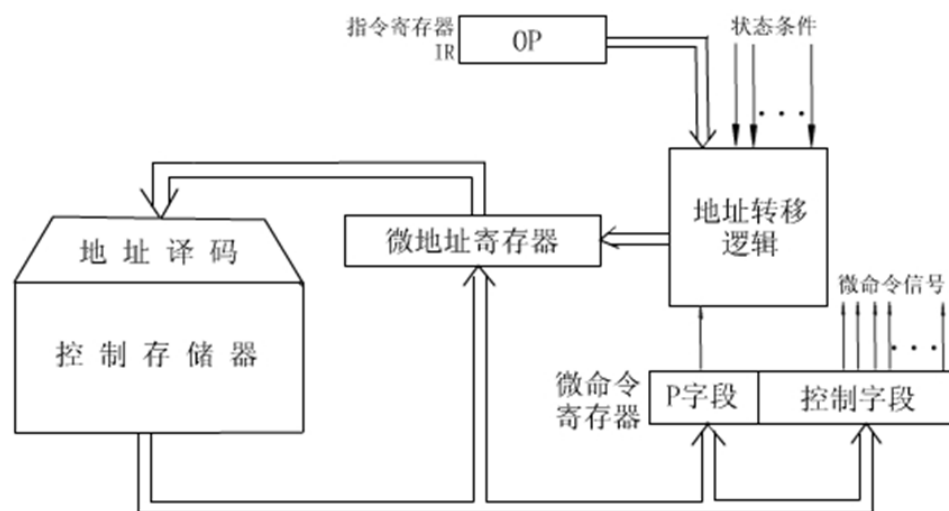 指令寄存器
IR
OP
状态条件
地址转移
逻辑
微地址寄存器
地址译码
控制存储器
微命令信号
微命令
寄存器
P字段
控制字段